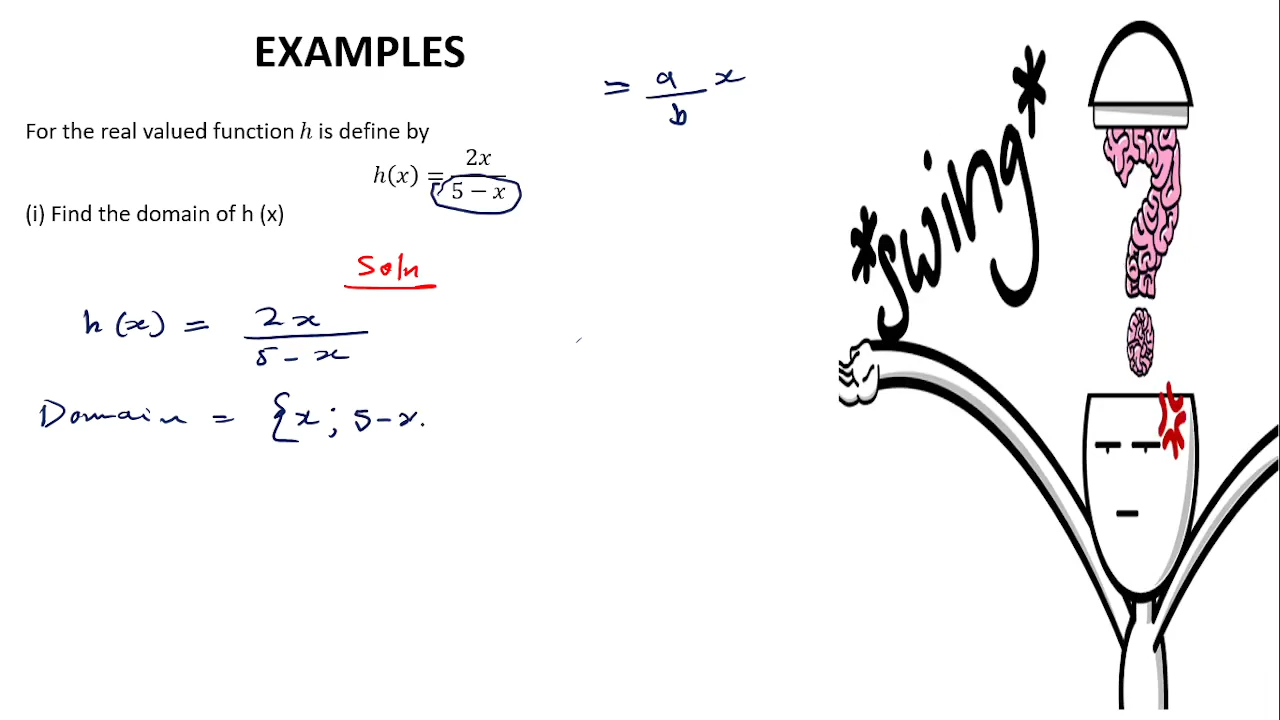 EXAMPLES
= a/b x
For the real valued function h is define by
h(x) = 2x/(5 − x)
(i) Find the domain of h (x)
Soln
h(x) = 2x/(5 − x)
Domain = {x; 5-x.
*swing*